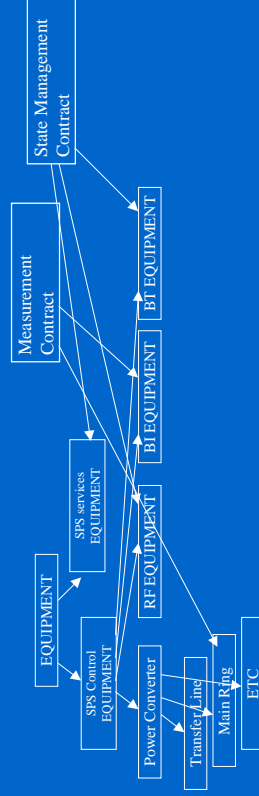 State Management
Contract
Measurement
Contract
EQUIPMENT
SPS services
EQUIPMENT
SPS Control
EQUIPMENT
RF EQUIPMENT
BI EQUIPMENT
BT EQUIPMENT
Power Converter
Transfer Line
Main Ring
ETC